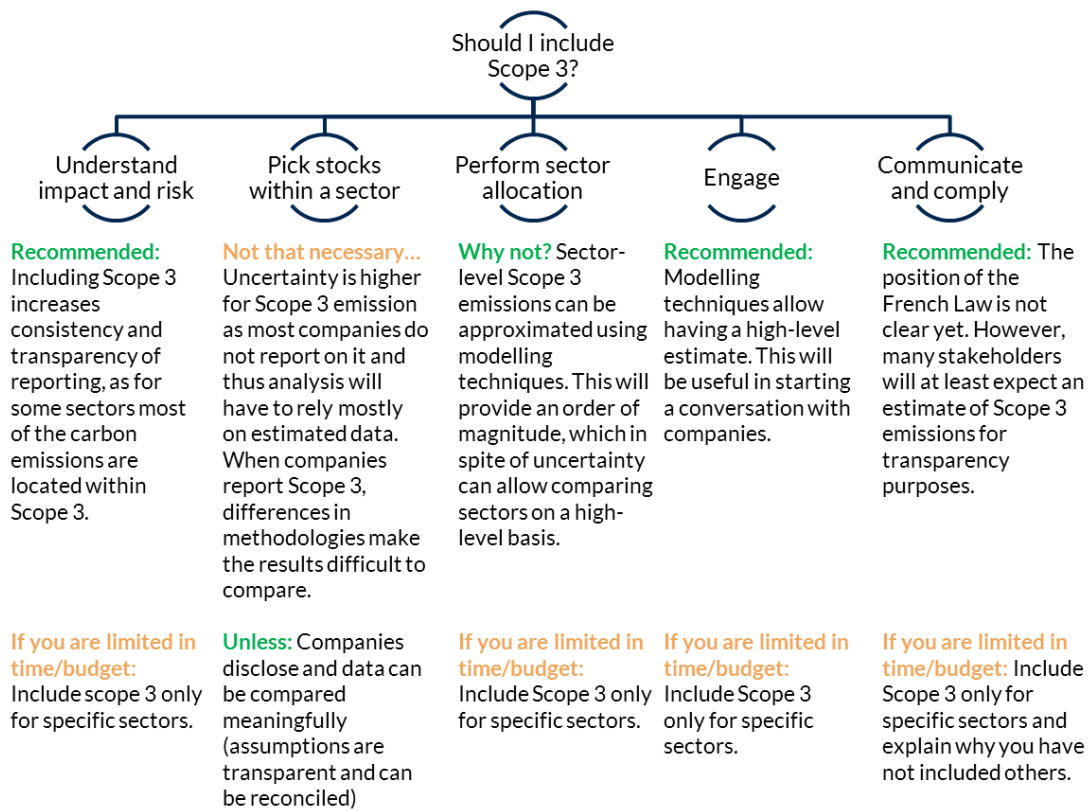 Should I include
Scope 3?
Understand
impact and risk
Pick stocks
within a sector
Perform sector
allocation
Engage
Communicate
and comply
Recommended:
Including Scope 3
increases
consistency and
transparency of
reporting, as for
some sectors most
of the carbon
emissions are
located within
Scope 3.
If you are limited in
time/budget:
Include scope 3 only
for specific sectors.
Not that necessary...
Uncertainty is higher
for Scope 3 emission
as most companies do
not report on it and
thus analysis will
have to rely mostly
on estimated data.
When companies
report Scope 3,
differences in
methodologies make
the results difficult to
compare.
Unless: Companies
disclose and data can
be compared
meaningfully
(assumptions are
transparent and can
be reconciled)
Why not? Sector-
level Scope 3
emissions can be
approximated using
modelling
techniques. This will
provide an order of
magnitude, which in
spite of uncertainty
can allow comparing
sectors on a high-
level basis.
If you are limited in
time/budget:
Include Scope 3 only
for specific sectors.
Recommended:
Modelling
techniques allow
having a high-level
estimate. This will
be useful in starting
a conversation with
companies.
If you are limited in
time/budget:
Include Scope 3
only for specific
sectors.
Recommended: The
position of the
French Law is not
clear yet. However,
many stakeholders
will at least expect an
estimate of Scope 3
emissions for
transparency
purposes.
If you are limited in
time/budget: Include
Scope 3 only for
specific sectors and
explain why you have
not included others.